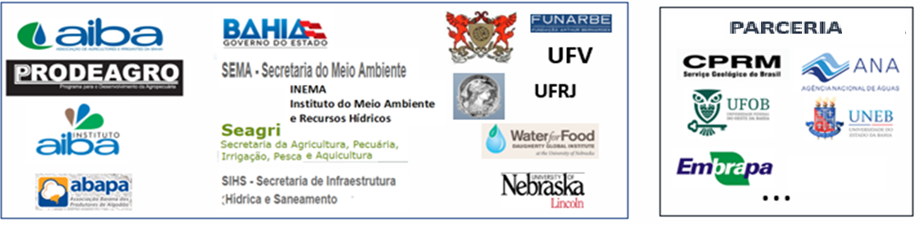 aiba
ASSOCIAÇÃO DE AGRICULTORES E IRRIGANTES DA BAHIA
PRODEAGRO
Programa para o Desenvolvimento da Agropecuária
INSTITUTO
aiba
abapa
Associação Baiana dos
Produtores de Algodão
BAHIA
GOVERNO DO ESTADO
SEMA - Secretaria do Meio Ambiente
INEMA
Instituto do Meio Ambiente
e Recursos Hídricos
Seagri
Secretaria da Agricultura, Pecuária,
Irrigação, Pesca e Aquicultura
SIHS - Secretaria de Infraestrutura
Hídrica e Saneamento
FUNARBE
FUNDAÇÃO ARTHUR BERNARDES
UFV
UFRJ
Water for Food
DAUGHERTY GLOBAL INSTITUTE
at the University of Nebraska
UNIVERSITY OF
Nebraska
Lincoln
PARCERIA
CPRM
Serviço Geológico do Brasil
ANA
AGÊNCIA NACIONAL DE ÁGUAS
UFOB
UNIVERSIDADE FEDERAL
DO OESTE DA BAHIA
UNEB
UNIVERSIDADE DO
ESTADO DA BAHIA
Embrapa
...